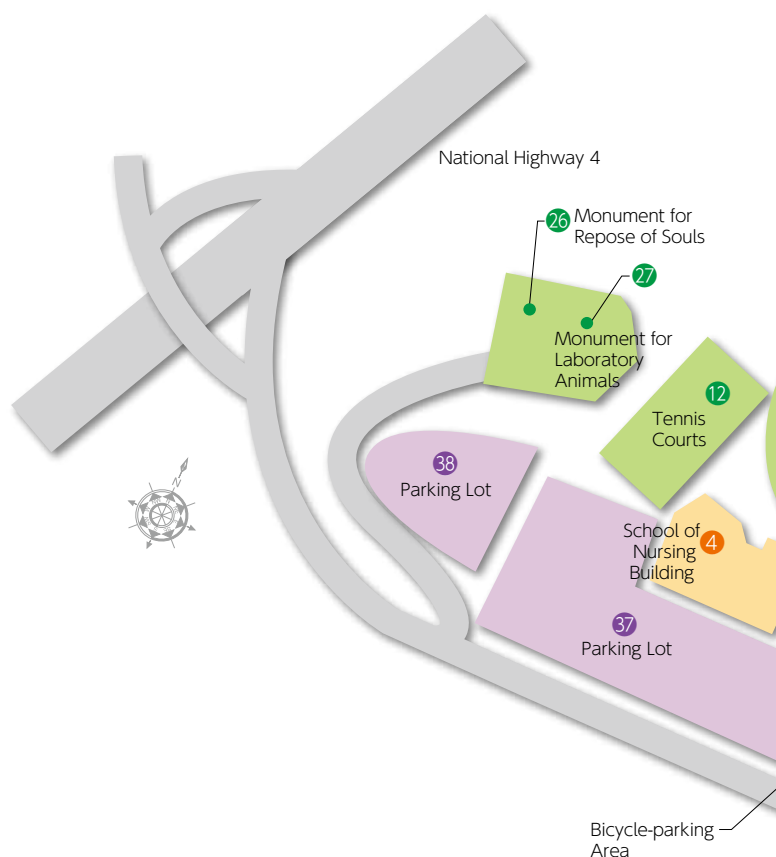 National Highway 4
26 Monument for
Repose of Souls
27
Monument for
Laboratory
Animals
12
Tennis
Courts
38
Parking Lot
N
School of
Nursing
Building
4
37
Parking Lot
Bicycle-parking
Area